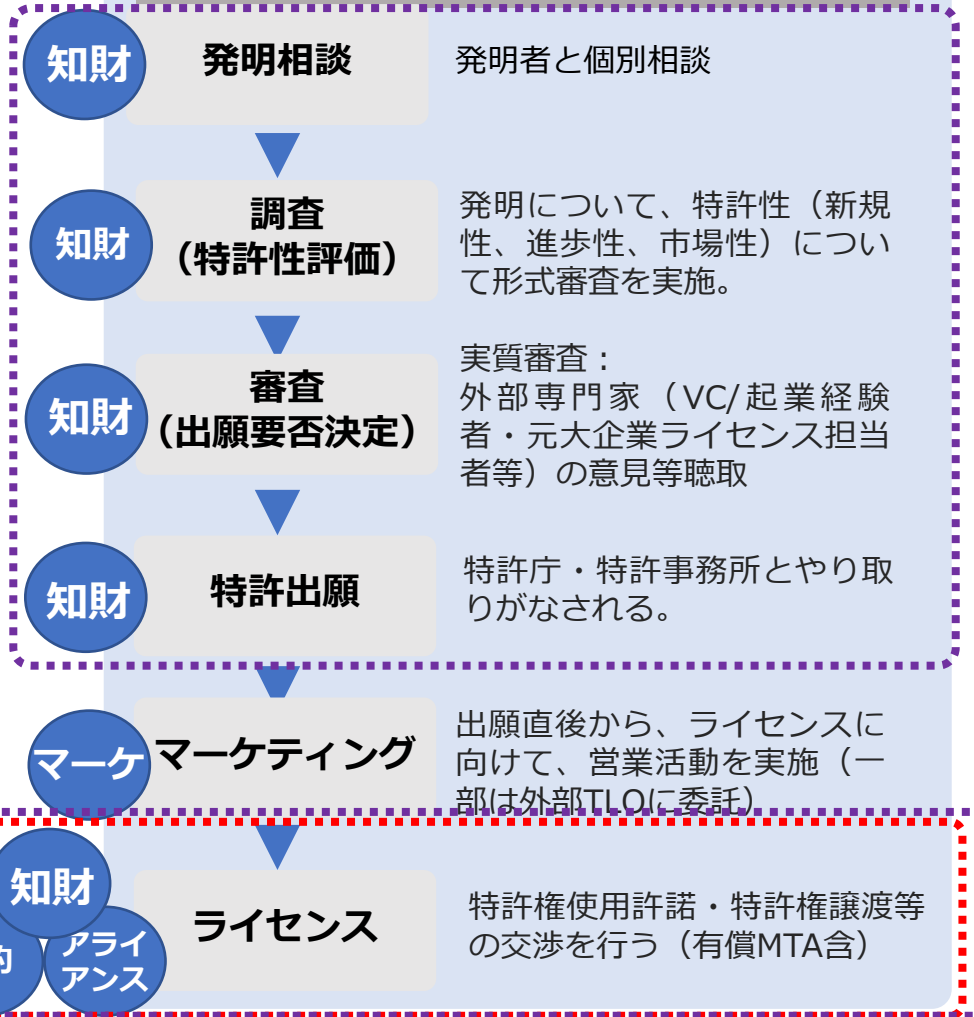 知財
発明相談
発明者と個別相談
知財
調査
（特許性評価）
発明について、特許性（新規
性、進歩性、市場性）につい
て形式審査を実施。
知財
審査
（出願要否決定）
実質審査：
外部専門家（VC/起業経験
者・元大企業ライセンス担当
者等）の意見等聴取
知財
特許出願
特許庁・特許事務所とやり取
りがなされる。
マーケ
マーケティング
出願直後から、ライセンスに
向けて、営業活動を実施（一
部は外部TLOに委託）
知財
約
アライ
アンス
ライセンス
特許権使用許諾・特許権譲渡等
の交渉を行う（有償MTA含）